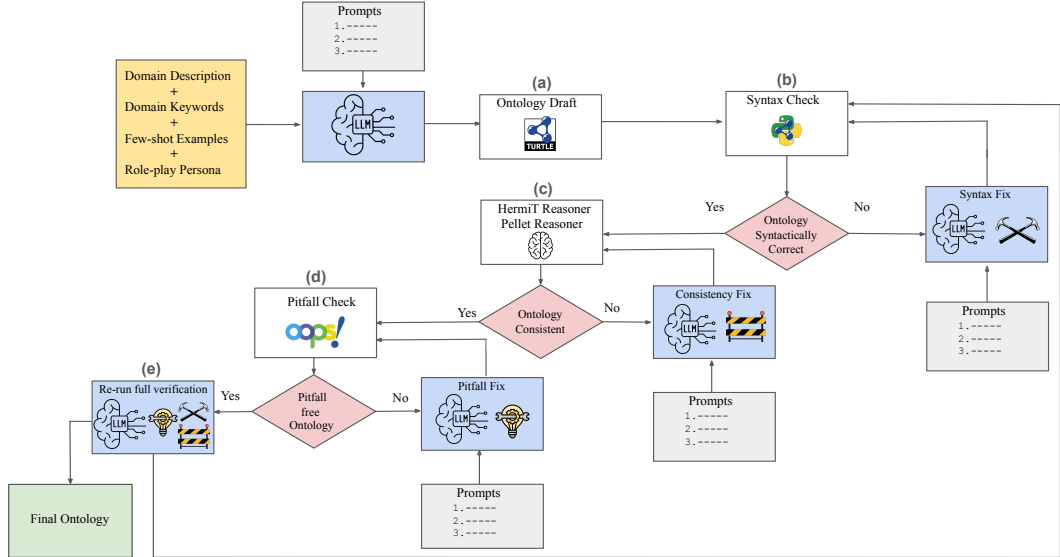 Prompts
1.-----
2.-----
3.-----
Domain Description
+
Domain Keywords
+
Few-shot Examples
+
Role-play Persona
LLM
(a)
Ontology Draft
TURTLE
(b)
Syntax Check
Yes
Ontology
Syntactically
Correct
No
Syntax Fix
LLM
Prompts
1.-----
2.-----
3.-----
(c)
HermiT Reasoner
Pellet Reasoner
Yes
Ontology
Consistent
No
Consistency Fix
LLM
Prompts
1.-----
2.-----
3.-----
(d)
Pitfall Check
oops!
Yes
Pitfall
free
Ontology
No
Pitfall Fix
LLM
Prompts
1.-----
2.-----
3.-----
(e)
Re-run full verification
LLM
Final Ontology